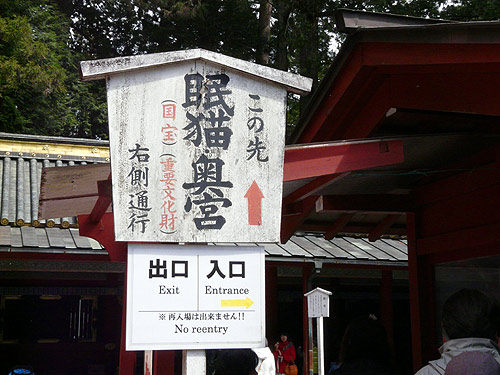 この先
眠猫・奥宮
（国宝）（重要文化財）
右側通行
出口
Exit
入口
Entrance
※ 再入場は出来ません!!
No reentry